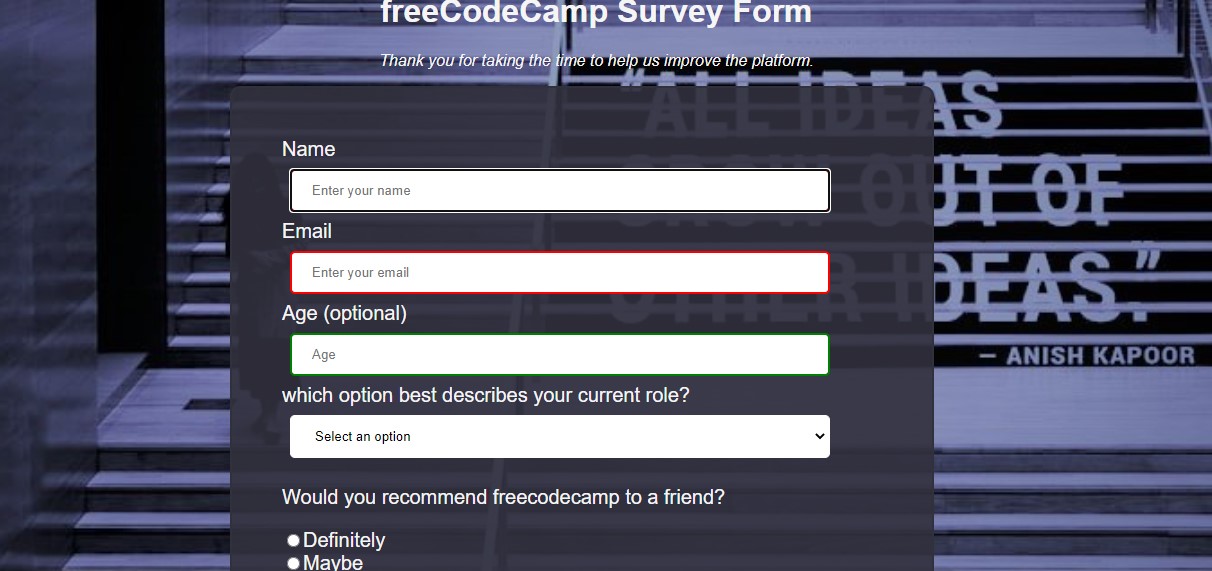 freeCodeCamp Survey Form
Thank you for taking the time to help us improve the platform.
“ALL IDEAS
GROW OUT OF
OTHER IDEAS.”
— ANISH KAPOOR
Name
Enter your name
Email
Enter your email
Age (optional)
Age
which option best describes your current role?
Select an option
Would you recommend freecodecamp to a friend?
Definitely
Maybe